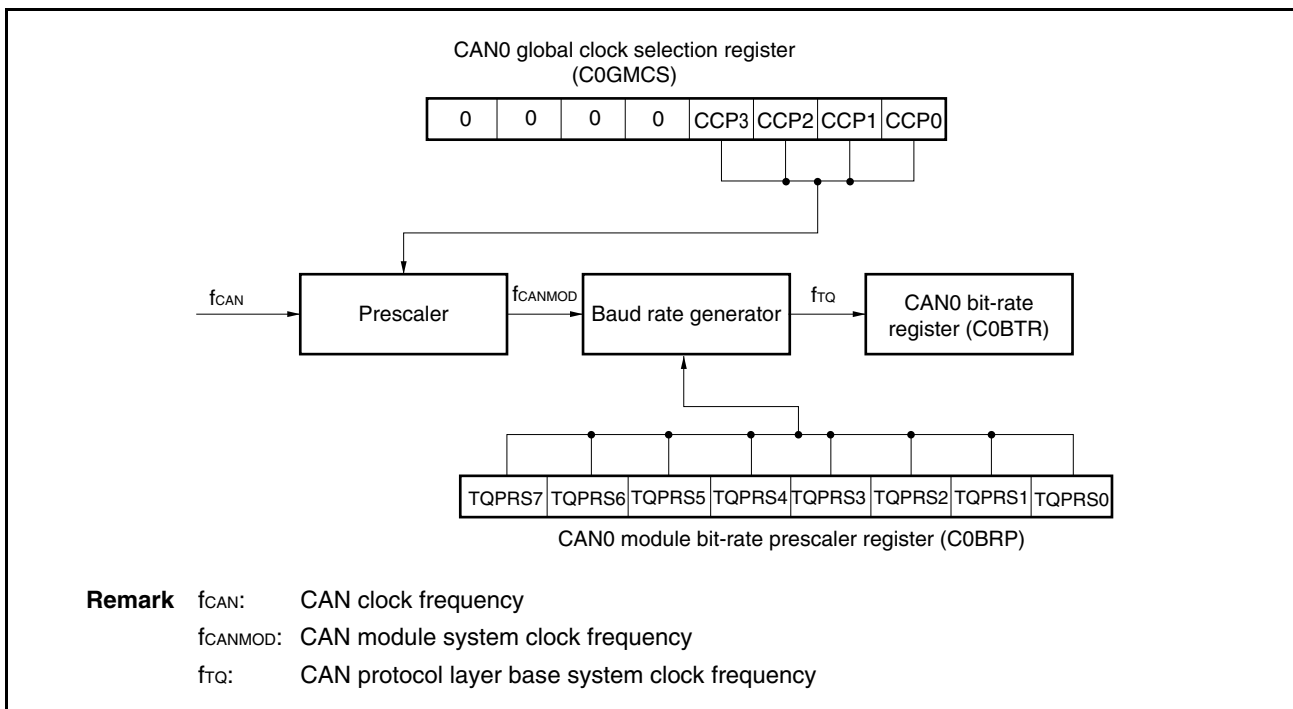 CAN0 global clock selection register
(C0GMCS)
0 0 0 0 CCP3 CCP2 CCP1 CCP0
fCAN
Prescaler
fCANMOD
Baud rate generator
fTQ
CAN0 bit-rate
register (C0BTR)
TQPRS7 TQPRS6 TQPRS5 TQPRS4 TQPRS3 TQPRS2 TQPRS1 TQPRS0
CAN0 module bit-rate prescaler register (C0BRP)
Remark fCAN: CAN clock frequency
fCANMOD: CAN module system clock frequency
fTQ: CAN protocol layer base system clock frequency